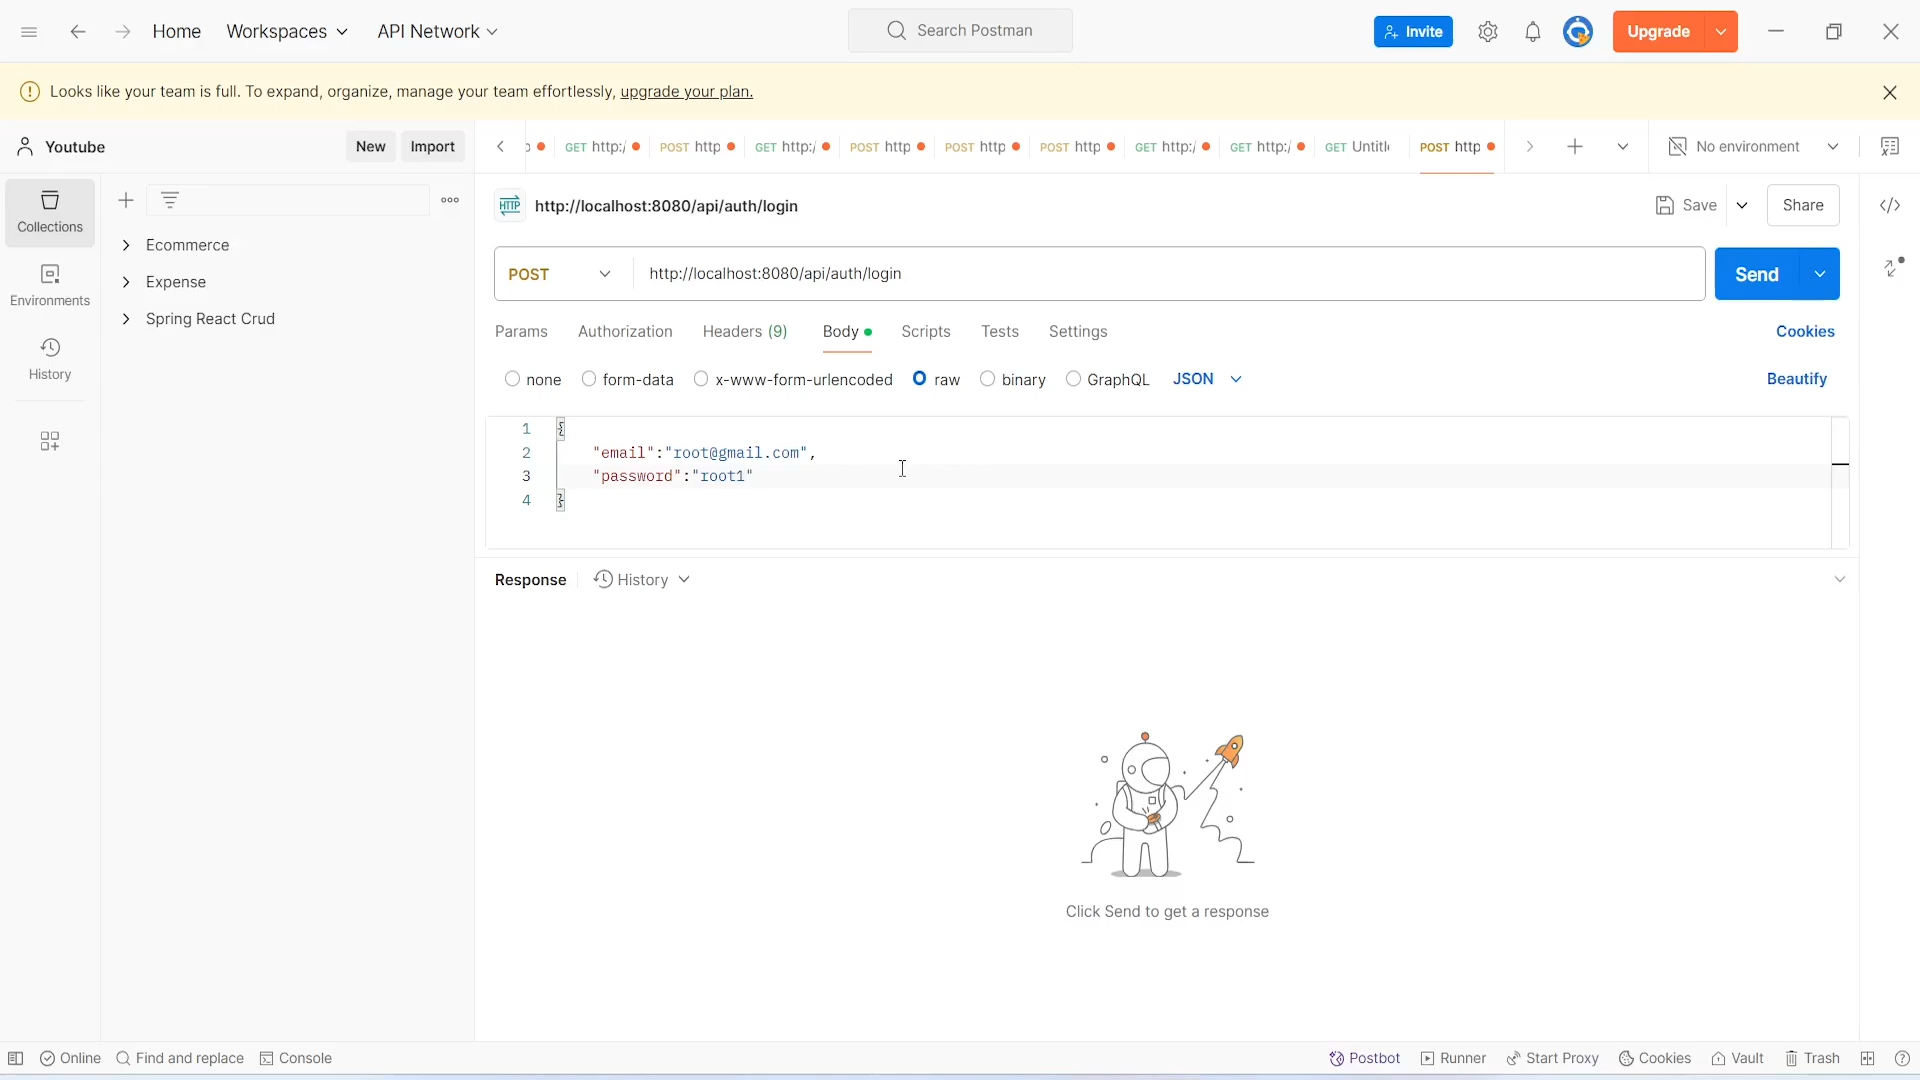 Home Workspaces API Network Search Postman Invite Upgrade
Looks like your team is full. To expand, organize, manage your team effortlessly, upgrade your plan.
Youtube New Import GET http:/ POST http GET http:/ POST http POST http POST http GET http:/ GET http:/ GET Untitl POST http No environment
Collections
Environments
History
Ecommerce
Expense
Spring React Crud
HTTP http://localhost:8080/api/auth/login Save Share
POST http://localhost:8080/api/auth/login Send
Params Authorization Headers (9) Body Scripts Tests Settings Cookies
none form-data x-www-form-urlencoded raw binary GraphQL JSON Beautify
1 {
2 "email":"root@gmail.com",
3 "password":"root1"
4 }
Response History
Click Send to get a response
Online Find and replace Console Postbot Runner Start Proxy Cookies Vault Trash